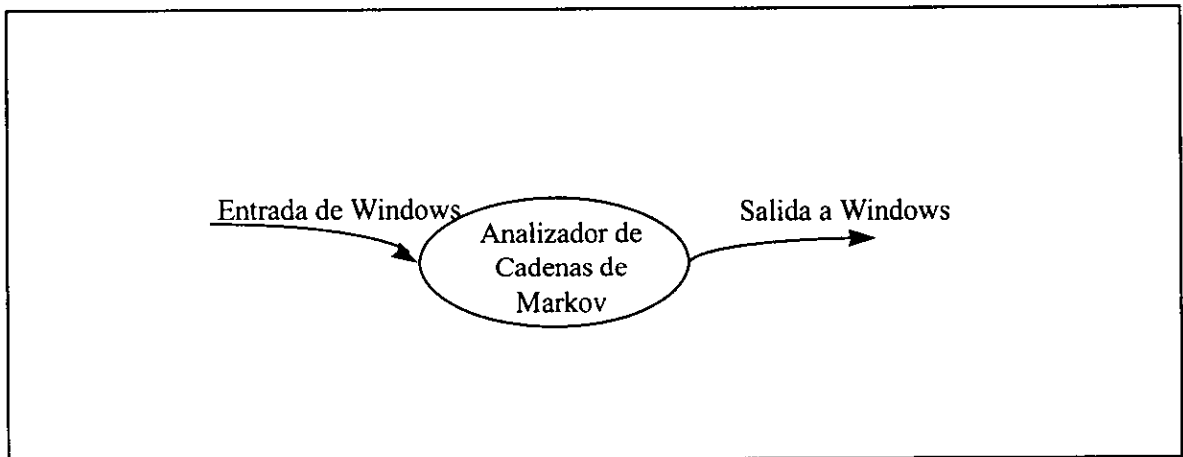 Entrada de Windows
Salida a Windows
Analizador de
Cadenas de
Markov